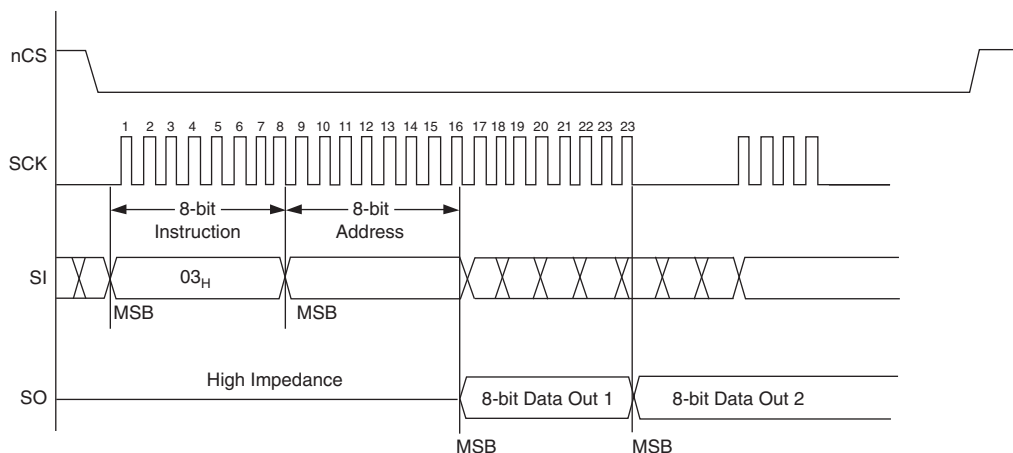 nCS
1 2 3 4 5 6 7 8 9 10 11 12 13 14 15 16 17 18 19 20 21 22 23 23
SCK
8-bit Instruction
8-bit Address
SI
03H
MSB
MSB
High Impedance
SO
8-bit Data Out 1
8-bit Data Out 2
MSB
MSB